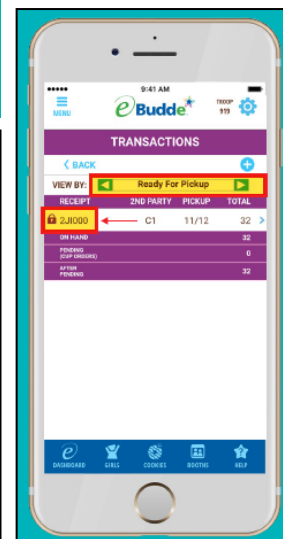 9:41 AM
MENU
eBudde
TROOP
919
TRANSACTIONS
< BACK
VIEW BY:
Ready For Pickup
RECEIPT 2ND PARTY PICKUP TOTAL
2JI000 C1 11/12 32 >
ON HAND 32
PENDING
(CUP ORDERS) 0
AFTER
PENDING 32
DASHBOARD GIRLS COOKIES BOOTHS HELP